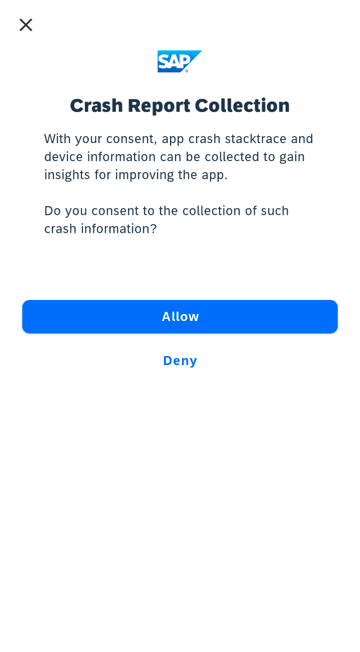 SAP
Crash Report Collection
With your consent, app crash stacktrace and
device information can be collected to gain
insights for improving the app.
Do you consent to the collection of such
crash information?
Allow
Deny